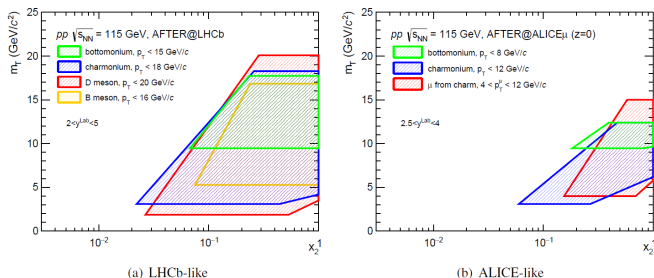 m_T (GeV/c²)
25
20
15
10
5
0
pp √s_NN = 115 GeV, AFTER@LHCb
bottomonium, p_T < 15 GeV/c
charmonium, p_T < 18 GeV/c
D meson, p_T < 20 GeV/c
B meson, p_T < 16 GeV/c
2<y^Lab<5
10⁻²
10⁻¹
1
x₂
(a) LHCb-like
m_T (GeV/c²)
25
20
15
10
5
0
pp √s_NN = 115 GeV, AFTER@ALICEμ (z=0)
bottomonium, p_T < 8 GeV/c
charmonium, p_T < 12 GeV/c
μ from charm, 4 < p_T^μ < 12 GeV/c
2.5<y^Lab<4
10⁻²
10⁻¹
1
x₂
(b) ALICE-like